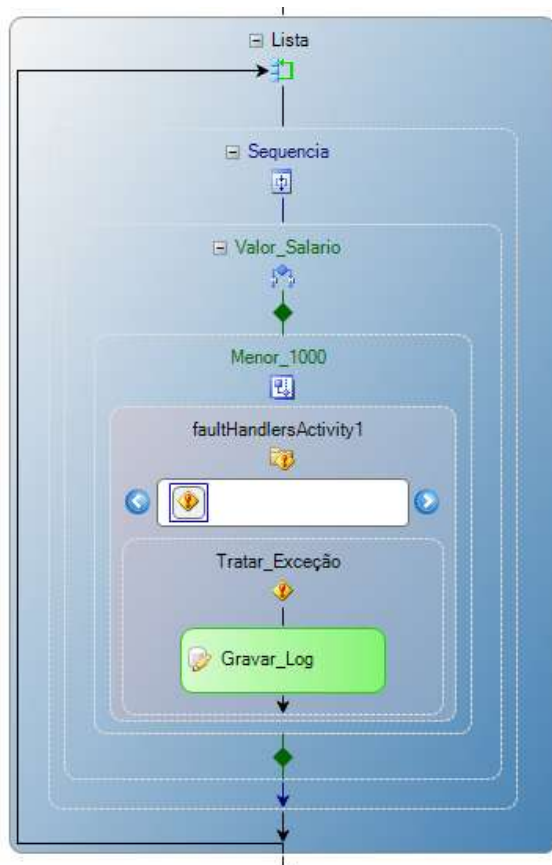 Lista
Sequencia
Valor_Salario
Menor_1000
faultHandlersActivity1
Tratar_Exceção
Gravar_Log